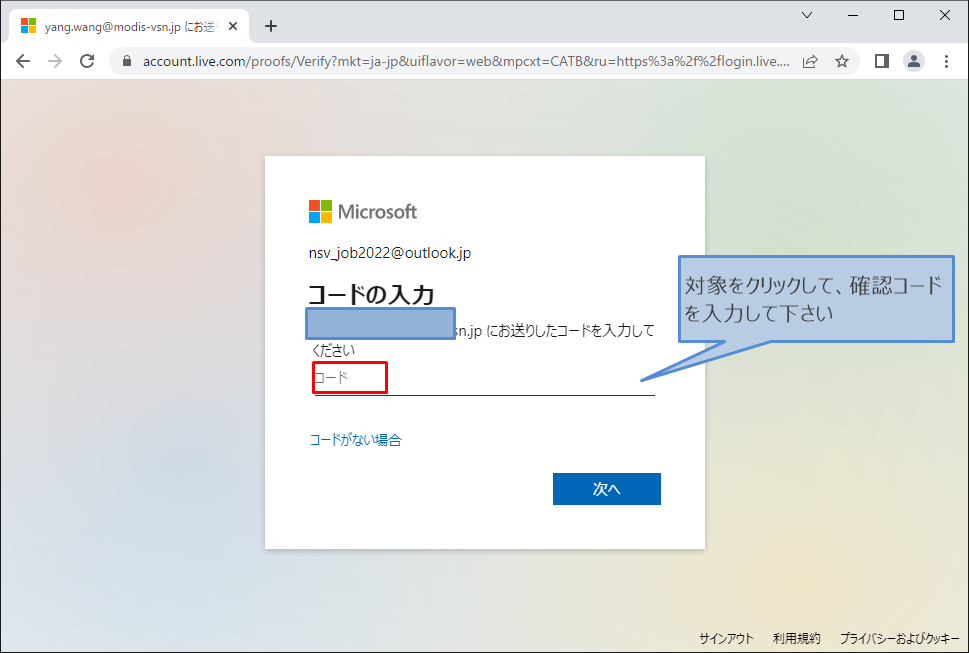 yang.wang@modis-vsn.jp にお送り
account.live.com/proofs/Verify?mkt=ja-jp&uiflavor=web&mpcxt=CATB&ru=https%3a%2f%2flogin.live....
Microsoft
nsv_job2022@outlook.jp
コードの入力
sn.jp にお送りしたコードを入力して
ください
コード
対象をクリックして、確認コード
を入力して下さい
コードがない場合
次へ
サインアウト 利用規約 プライバシーおよびクッキー